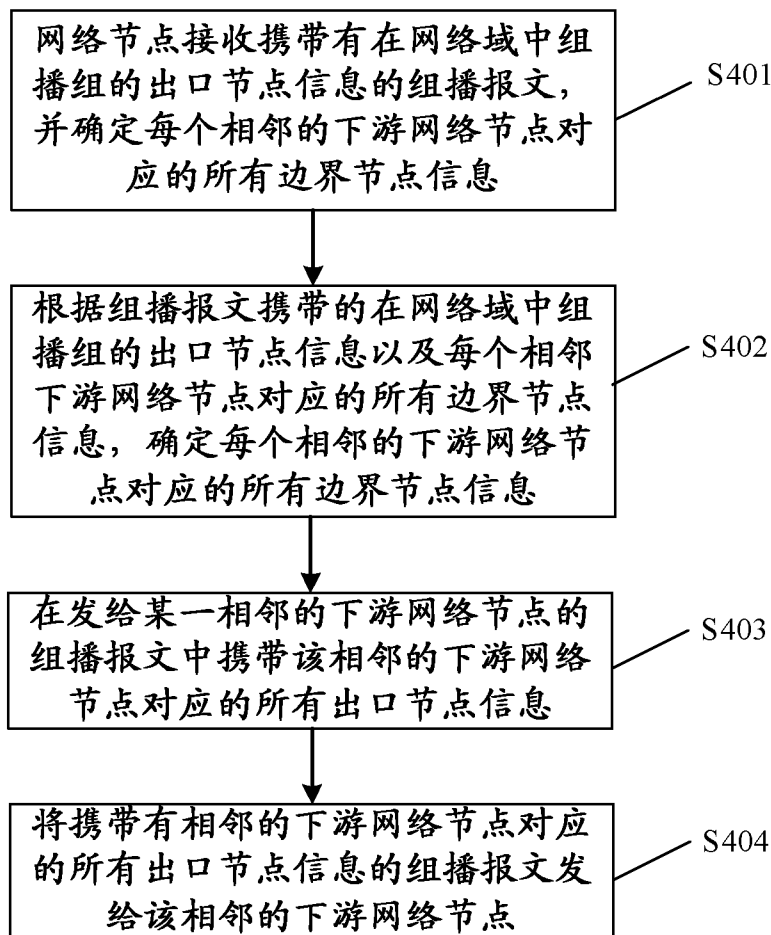 网络节点接收携带有在网络域中组
播组的出口节点信息的组播报文，
并确定每个相邻的下游网络节点对
应的所有边界节点信息
S401
根据组播报文携带的在网络域中组
播组的出口节点信息以及每个相邻
下游网络节点对应的所有边界节点
信息，确定每个相邻的下游网络节
点对应的所有边界节点信息
S402
在发给某一相邻的下游网络节点的
组播报文中携带该相邻的下游网络
节点对应的所有出口节点信息
S403
将携带有相邻的下游网络节点对应
的所有出口节点信息的组播报文发
给该相邻的下游网络节点
S404